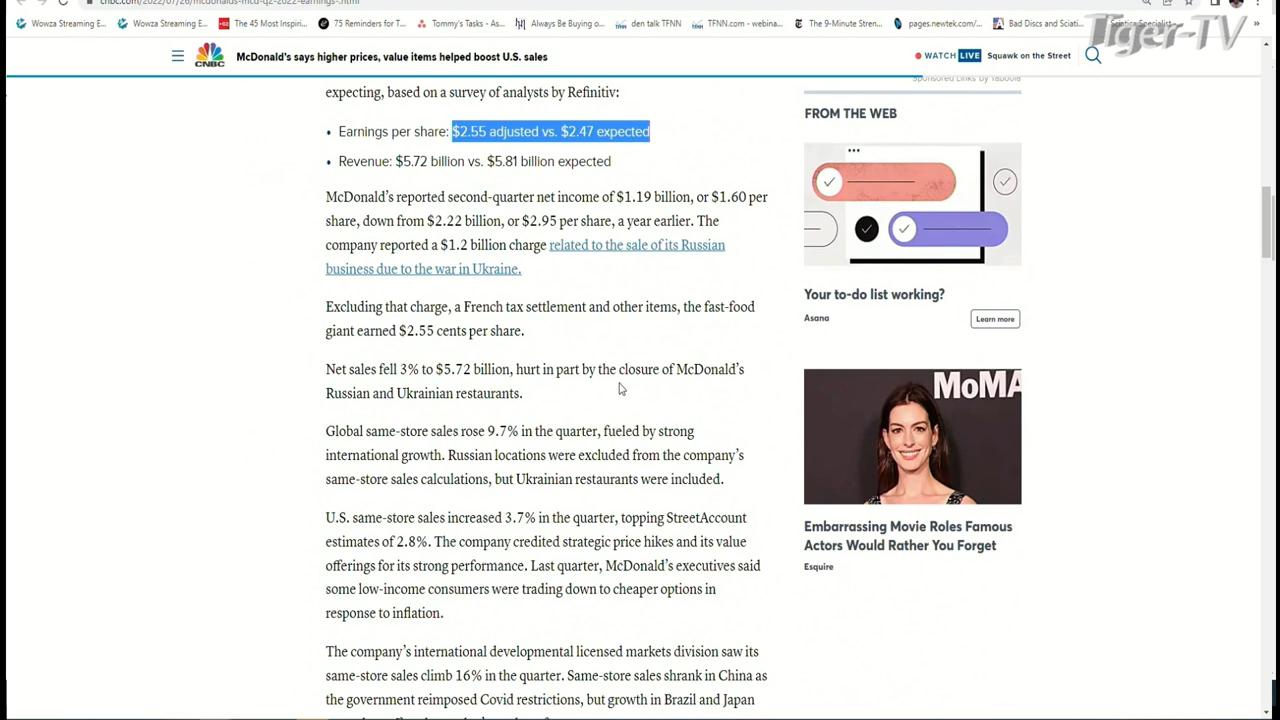 cnbc.com/2022/07/26/mcdonalds-mcd-q2-2022-earnings-.html
Wowza Streaming E...
Wowza Streaming E...
The 45 Most Inspiri...
75 Reminders for T...
Tommy's Tasks - As...
Always Be Buying o...
den talk TFNN
TFNN.com - webina...
The 9-Minute Stren...
pages.newtek.com/...
Bad Discs and Sciati...
Tiger-TV
CNBC
McDonald's says higher prices, value items helped boost U.S. sales
WATCH LIVE
Squawk on the Street
Sponsored Links by Taboola
expecting, based on a survey of analysts by Refinitiv:
• Earnings per share: $2.55 adjusted vs. $2.47 expected
• Revenue: $5.72 billion vs. $5.81 billion expected
McDonald's reported second-quarter net income of $1.19 billion, or $1.60 per
share, down from $2.22 billion, or $2.95 per share, a year earlier. The
company reported a $1.2 billion charge related to the sale of its Russian
business due to the war in Ukraine.
Excluding that charge, a French tax settlement and other items, the fast-food
giant earned $2.55 cents per share.
Net sales fell 3% to $5.72 billion, hurt in part by the closure of McDonald's
Russian and Ukrainian restaurants.
Global same-store sales rose 9.7% in the quarter, fueled by strong
international growth. Russian locations were excluded from the company's
same-store sales calculations, but Ukrainian restaurants were included.
U.S. same-store sales increased 3.7% in the quarter, topping StreetAccount
estimates of 2.8%. The company credited strategic price hikes and its value
offerings for its strong performance. Last quarter, McDonald's executives said
some low-income consumers were trading down to cheaper options in
response to inflation.
The company's international developmental licensed markets division saw its
same-store sales climb 16% in the quarter. Same-store sales shrank in China as
the government reimposed Covid restrictions, but growth in Brazil and Japan
FROM THE WEB
Your to-do list working?
Asana
Learn more
MoMA
Embarrassing Movie Roles Famous
Actors Would Rather You Forget
Esquire